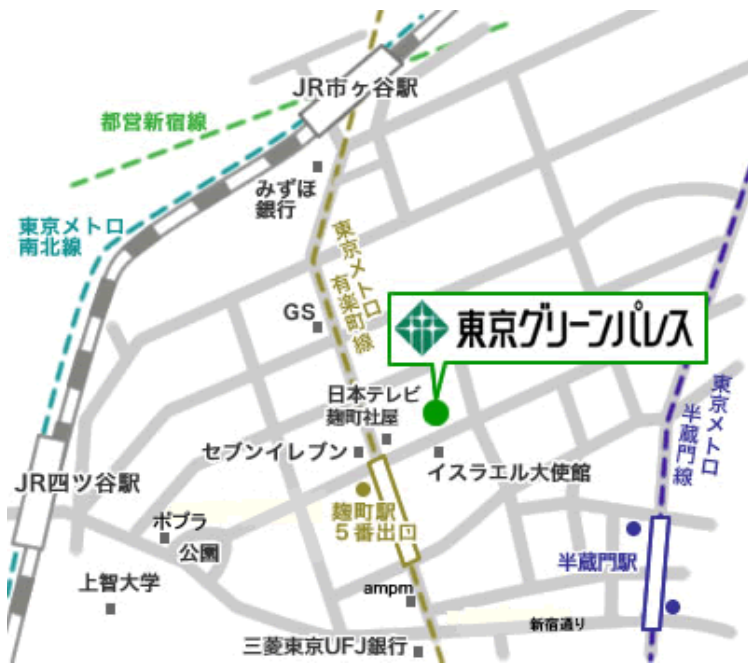 JR市ヶ谷駅
都営新宿線
みずほ
銀行
東京メトロ
南北線
東京メトロ
有楽町線
GS
東京グリーンパレス
日本テレビ
麹町社屋
東京メトロ
半蔵門線
セブンイレブン
イスラエル大使館
JR四ツ谷駅
麹町駅
5番出口
ポプラ
公園
半蔵門駅
上智大学
ampm
新宿通り
三菱東京UFJ銀行